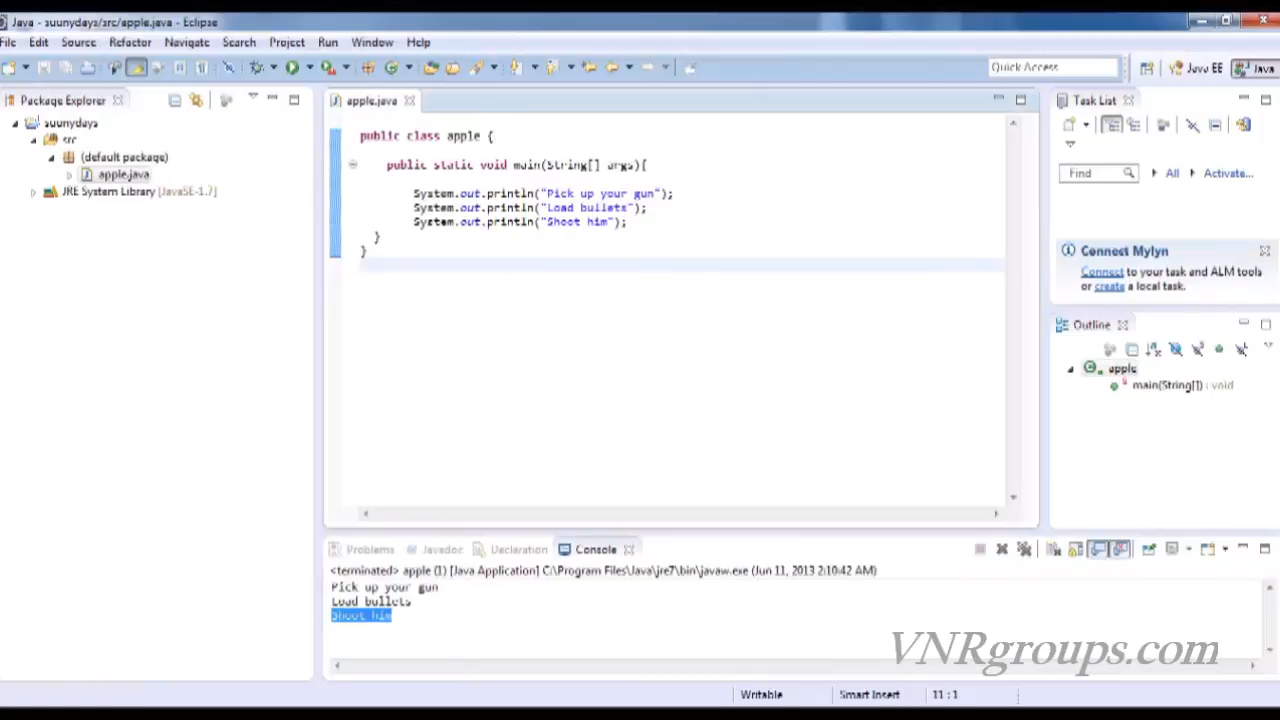 Java - suunydays/src/apple.java - Eclipse
File Edit Source Refactor Navigate Search Project Run Window Help
Quick Access
Java EE
Java
Package Explorer
suunydays
src
(default package)
apple.java
JRE System Library [JavaSE-1.7]
apple.java
public class apple {
public static void main(String[] args){
System.out.println("Pick up your gun");
System.out.println("Load bullets");
System.out.println("Shoot him");
}
}
Task List
Find
All
Activate...
Connect Mylyn
Connect to your task and ALM tools
or create a local task.
Outline
apple
main(String[]) : void
Problems Javadoc Declaration Console
<terminated> apple (1) [Java Application] C:\Program Files\Java\jre7\bin\javaw.exe (Jun 11, 2013 2:10:42 AM)
Pick up your gun
Load bullets
Shoot him
VNRgroups.com
Writable
Smart Insert
11 : 1